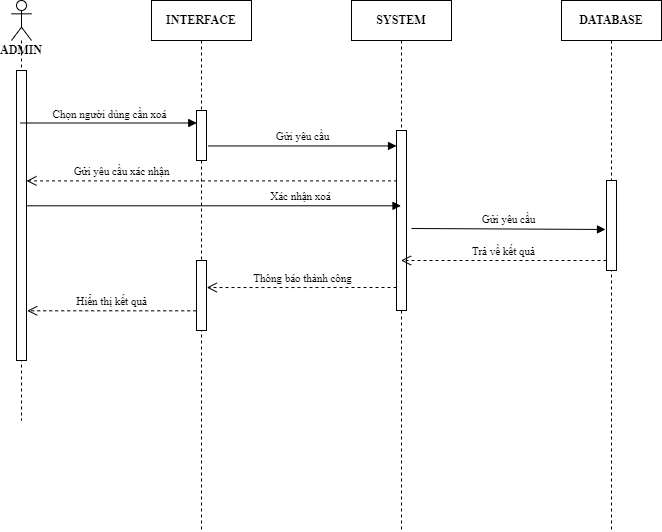 INTERFACE
SYSTEM
DATABASE
ADMIN
Chọn người dùng cần xoá
Gửi yêu cầu
Gửi yêu cầu xác nhận
Xác nhận xoá
Gửi yêu cầu
Trả về kết quả
Thông báo thành công
Hiển thị kết quả